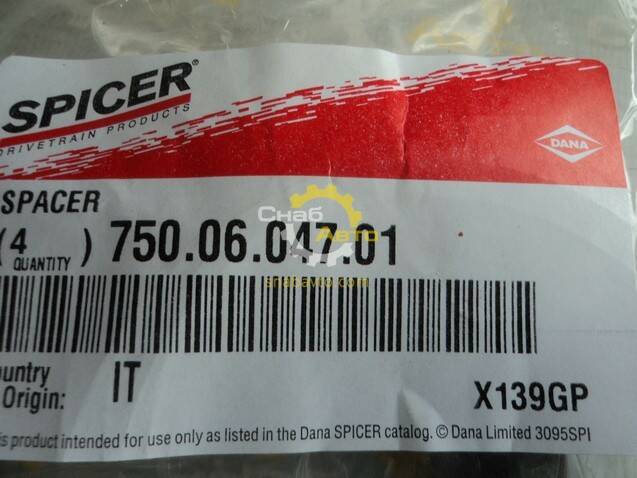 SPICER®
DRIVETRAIN PRODUCTS
DANA
SPACER
(4 QUANTITY ) 750.06.047.01
Снаб Авто
snabavto.com
ountry Origin: IT
X139GP
is product intended for use only as listed in the Dana SPICER catalog. © Dana Limited 3095SPI